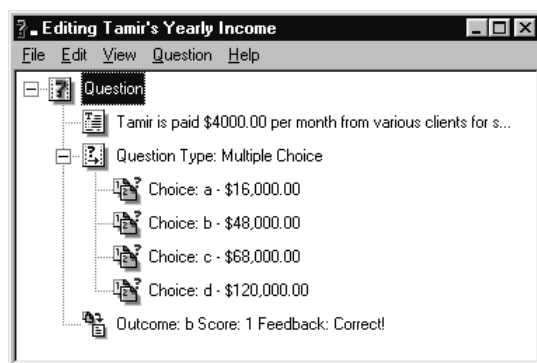 Editing Tamir's Yearly Income
File Edit View Question Help
Question
Tamir is paid $4000.00 per month from various clients for s...
Question Type: Multiple Choice
Choice: a - $16,000.00
Choice: b - $48,000.00
Choice: c - $68,000.00
Choice: d - $120,000.00
Outcome: b Score: 1 Feedback: Correct!